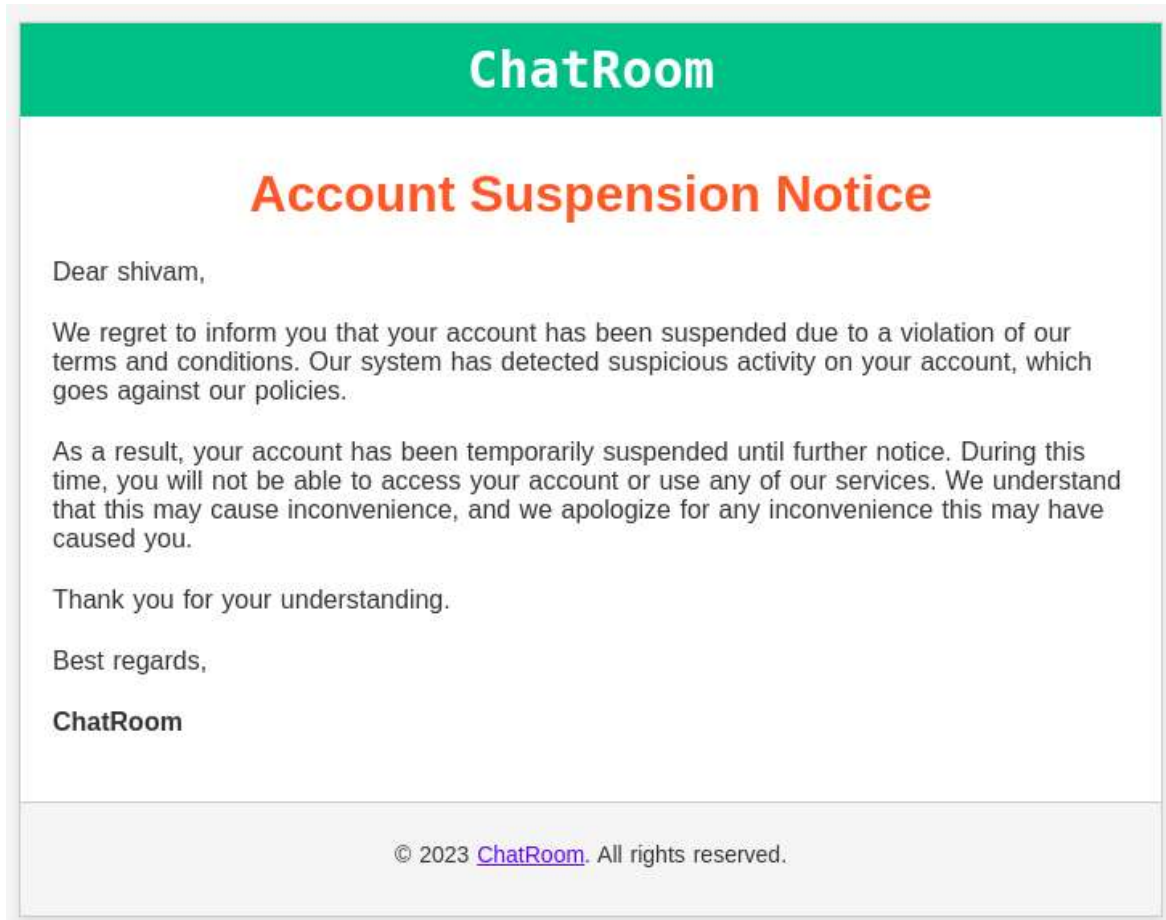 ChatRoom
Account Suspension Notice
Dear shivam,
We regret to inform you that your account has been suspended due to a violation of our
terms and conditions. Our system has detected suspicious activity on your account, which
goes against our policies.
As a result, your account has been temporarily suspended until further notice. During this
time, you will not be able to access your account or use any of our services. We understand
that this may cause inconvenience, and we apologize for any inconvenience this may have
caused you.
Thank you for your understanding.
Best regards,
ChatRoom
© 2023 ChatRoom. All rights reserved.